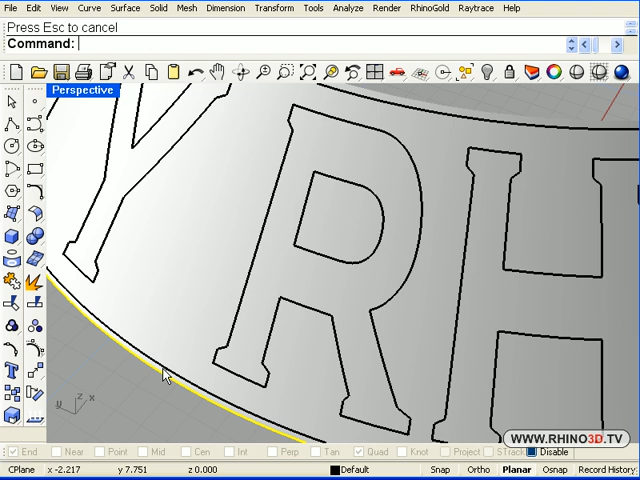 File Edit View Curve Surface Solid Mesh Dimension Transform Tools Analyze Render RhinoGold Raytrace Help
Press Esc to cancel
Command:
Perspective
Y R H
z
y x
WWW.RHINO3D.TV
End Near Point Mid Cen Int Perp Tan Quad Knot Project STrack Disable
CPlane x -2.217 y 7.751 z 0.000 Default Snap Ortho Planar Osnap Record History